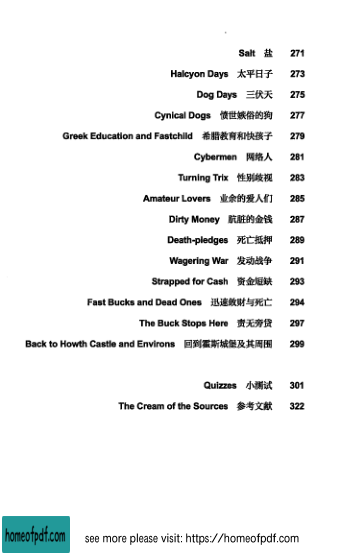 Salt 盐 271
Halcyon Days 太平日子 273
Dog Days 三伏天 275
Cynical Dogs 愤世嫉俗的狗 277
Greek Education and Fastchild 希腊教育和快孩子 279
Cybermen 网络人 281
Turning Trix 性别歧视 283
Amateur Lovers 业余的爱人们 285
Dirty Money 肮脏的金钱 287
Death-pledges 死亡抵押 289
Wagering War 发动战争 291
Strapped for Cash 资金短缺 293
Fast Bucks and Dead Ones 迅速敛财与死亡 294
The Buck Stops Here 责无旁贷 297
Back to Howth Castle and Environs 回到霍斯城堡及其周围 299
Quizzes 小测试 301
The Cream of the Sources 参考文献 322
homeofpdf.com
see more please visit: https://homeofpdf.com